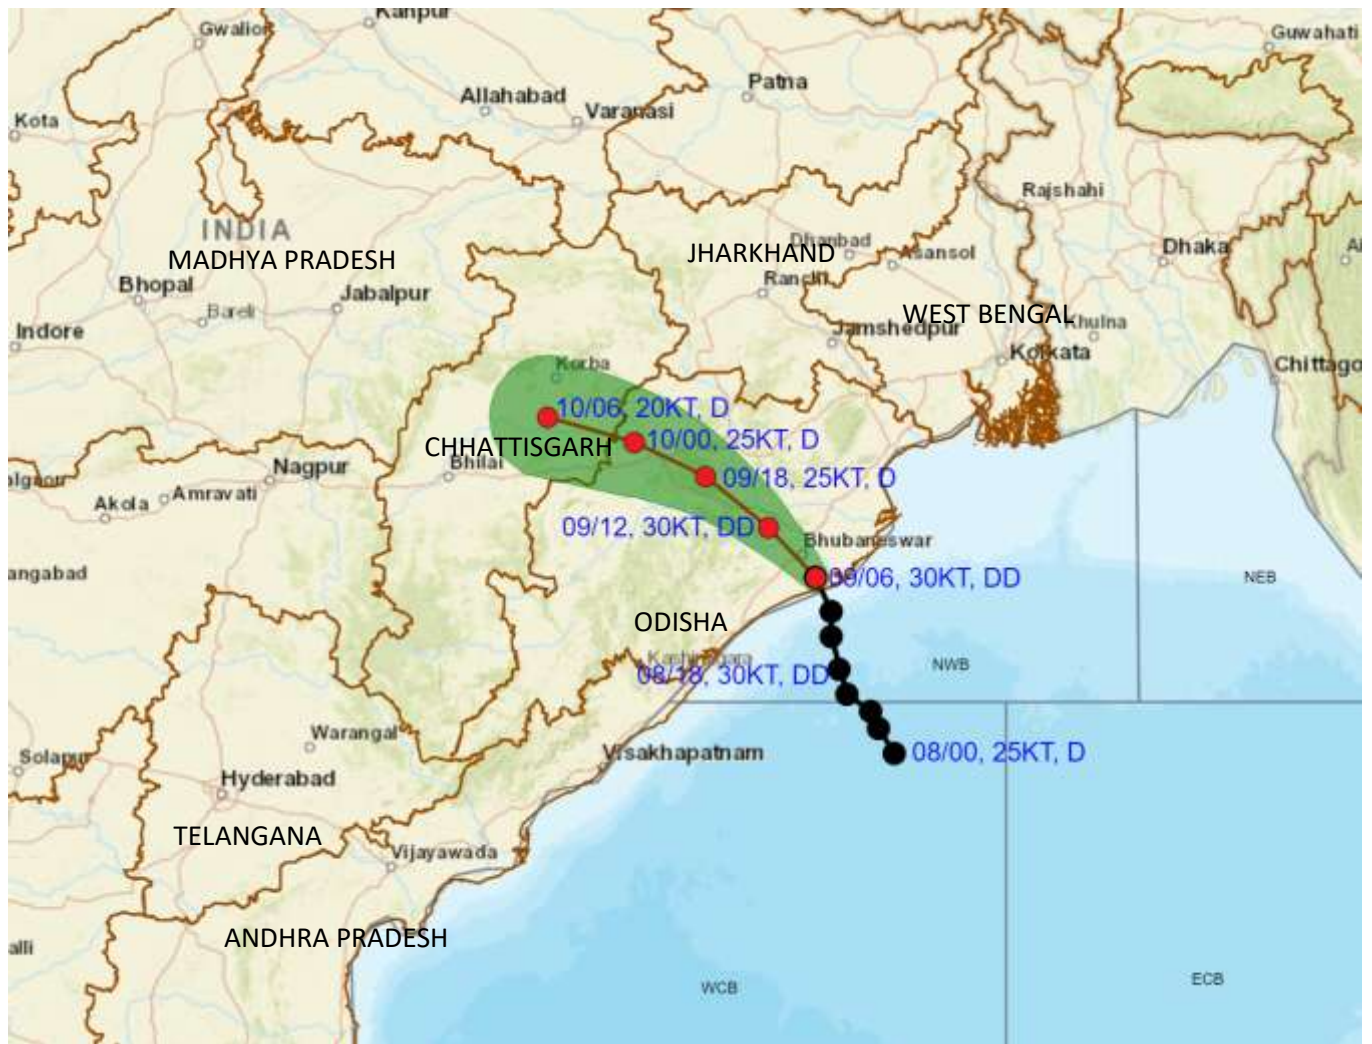 Kanpur
Gwalior
Guwahati
Patna
Allahabad
Varanasi
Kota
Rajshahi
INDIA
MADHYA PRADESH
JHARKHAND
Dhanbad
Asansol
Dhaka
Bhopal
Jabalpur
Ranchi
Bareli
WEST BENGAL
Khulna
Indore
Jamshedpur
Kolkata
Chittago
Korba
10/06, 20KT, D
10/00, 25KT, D
CHHATTISGARH
Bhilai
Nagpur
09/18, 25KT, D
Amravati
Akola
09/12, 30KT, DD
Bhubaneswar
angabad
09/06, 30KT, DD
NEB
ODISHA
NWB
08/18, 30KT, DD
Warangal
Visakhapatnam
08/00, 25KT, D
Solapur
Hyderabad
TELANGANA
Vijayawada
ANDHRA PRADESH
alli
WCB
ECB